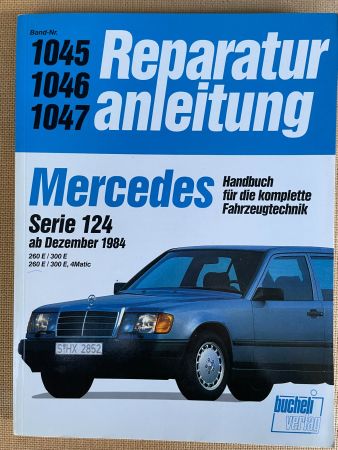 Band-Nr.
1045
1046
1047
Reparatur
anleitung
Mercedes
Serie 124
ab Dezember 1984
260 E / 300 E
260 E / 300 E, 4Matic
Handbuch
für die komplette
Fahrzeugtechnik
S HX 2852
bucheli
verlag